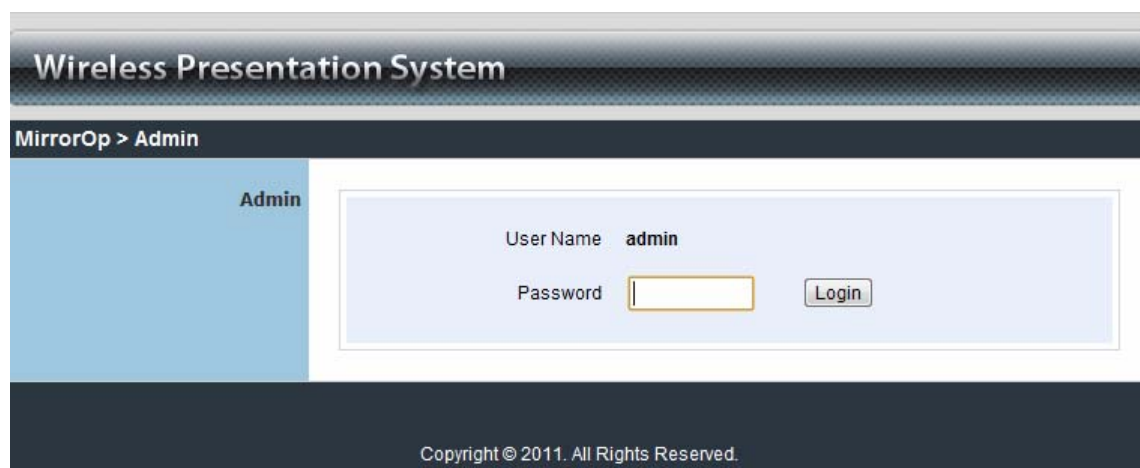 Wireless Presentation System
MirrorOp > Admin
Admin
User Name admin
Password Login
Copyright © 2011. All Rights Reserved.